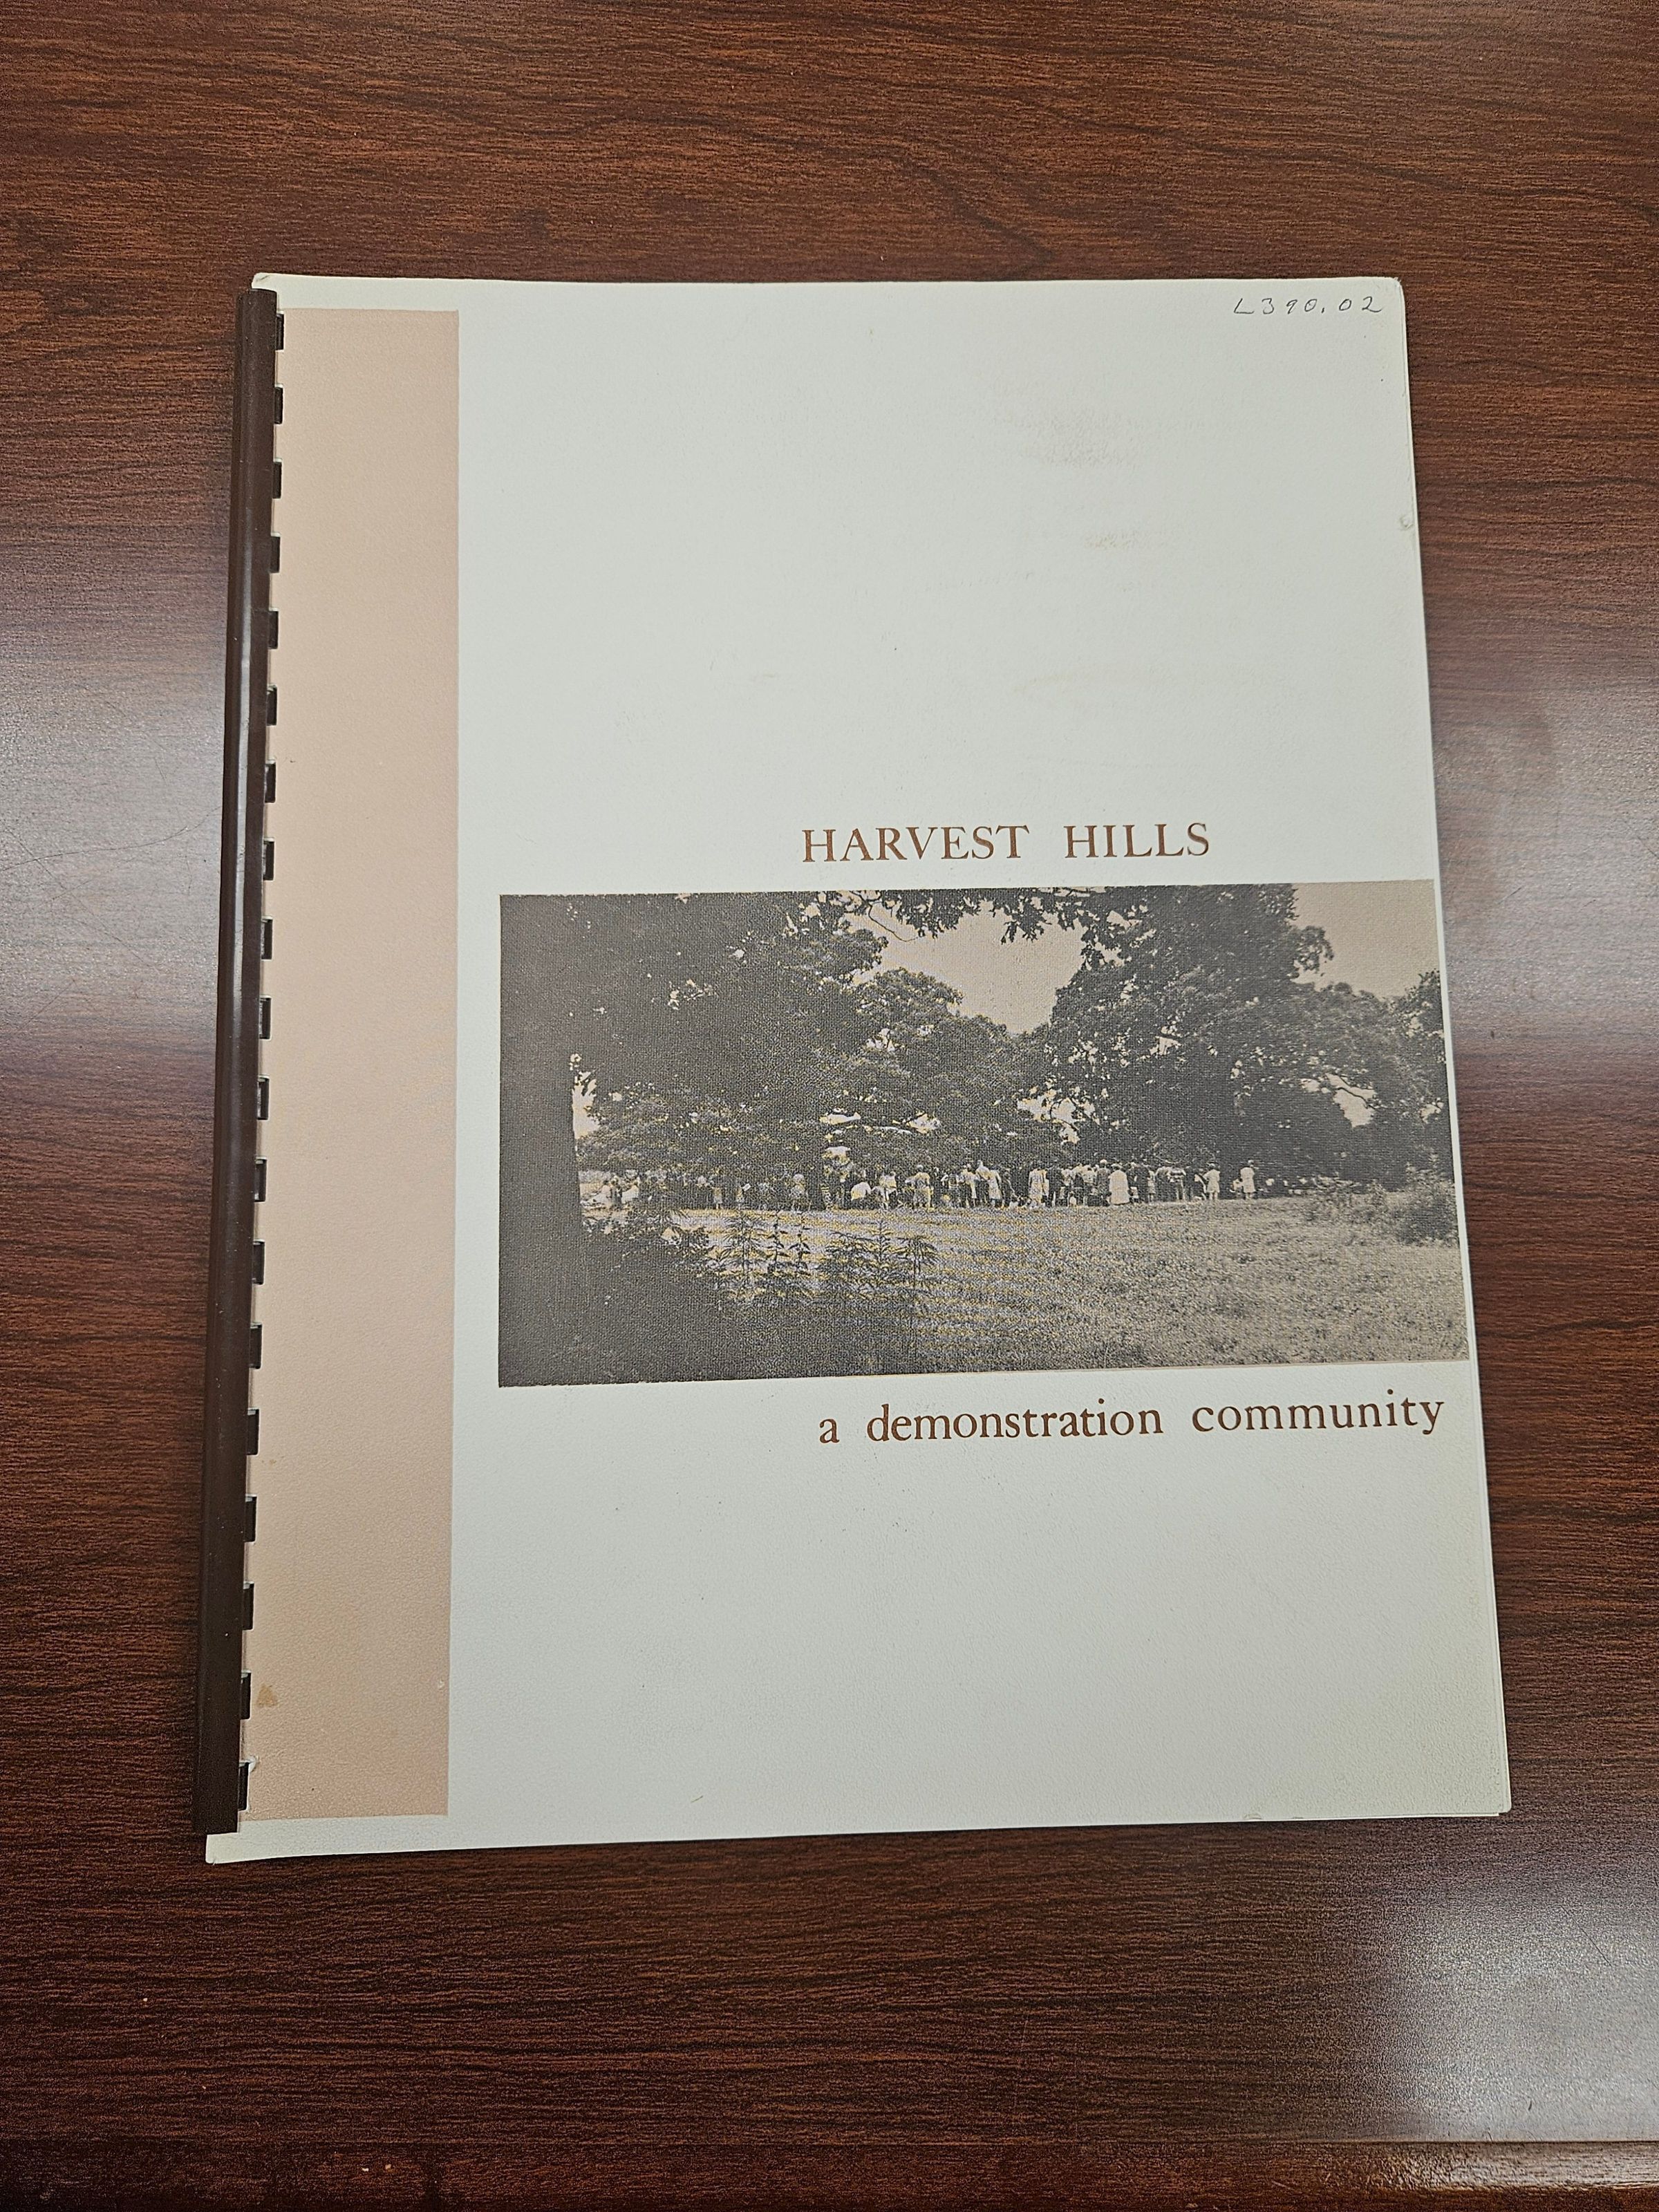 L390.02
HARVEST HILLS
a demonstration community